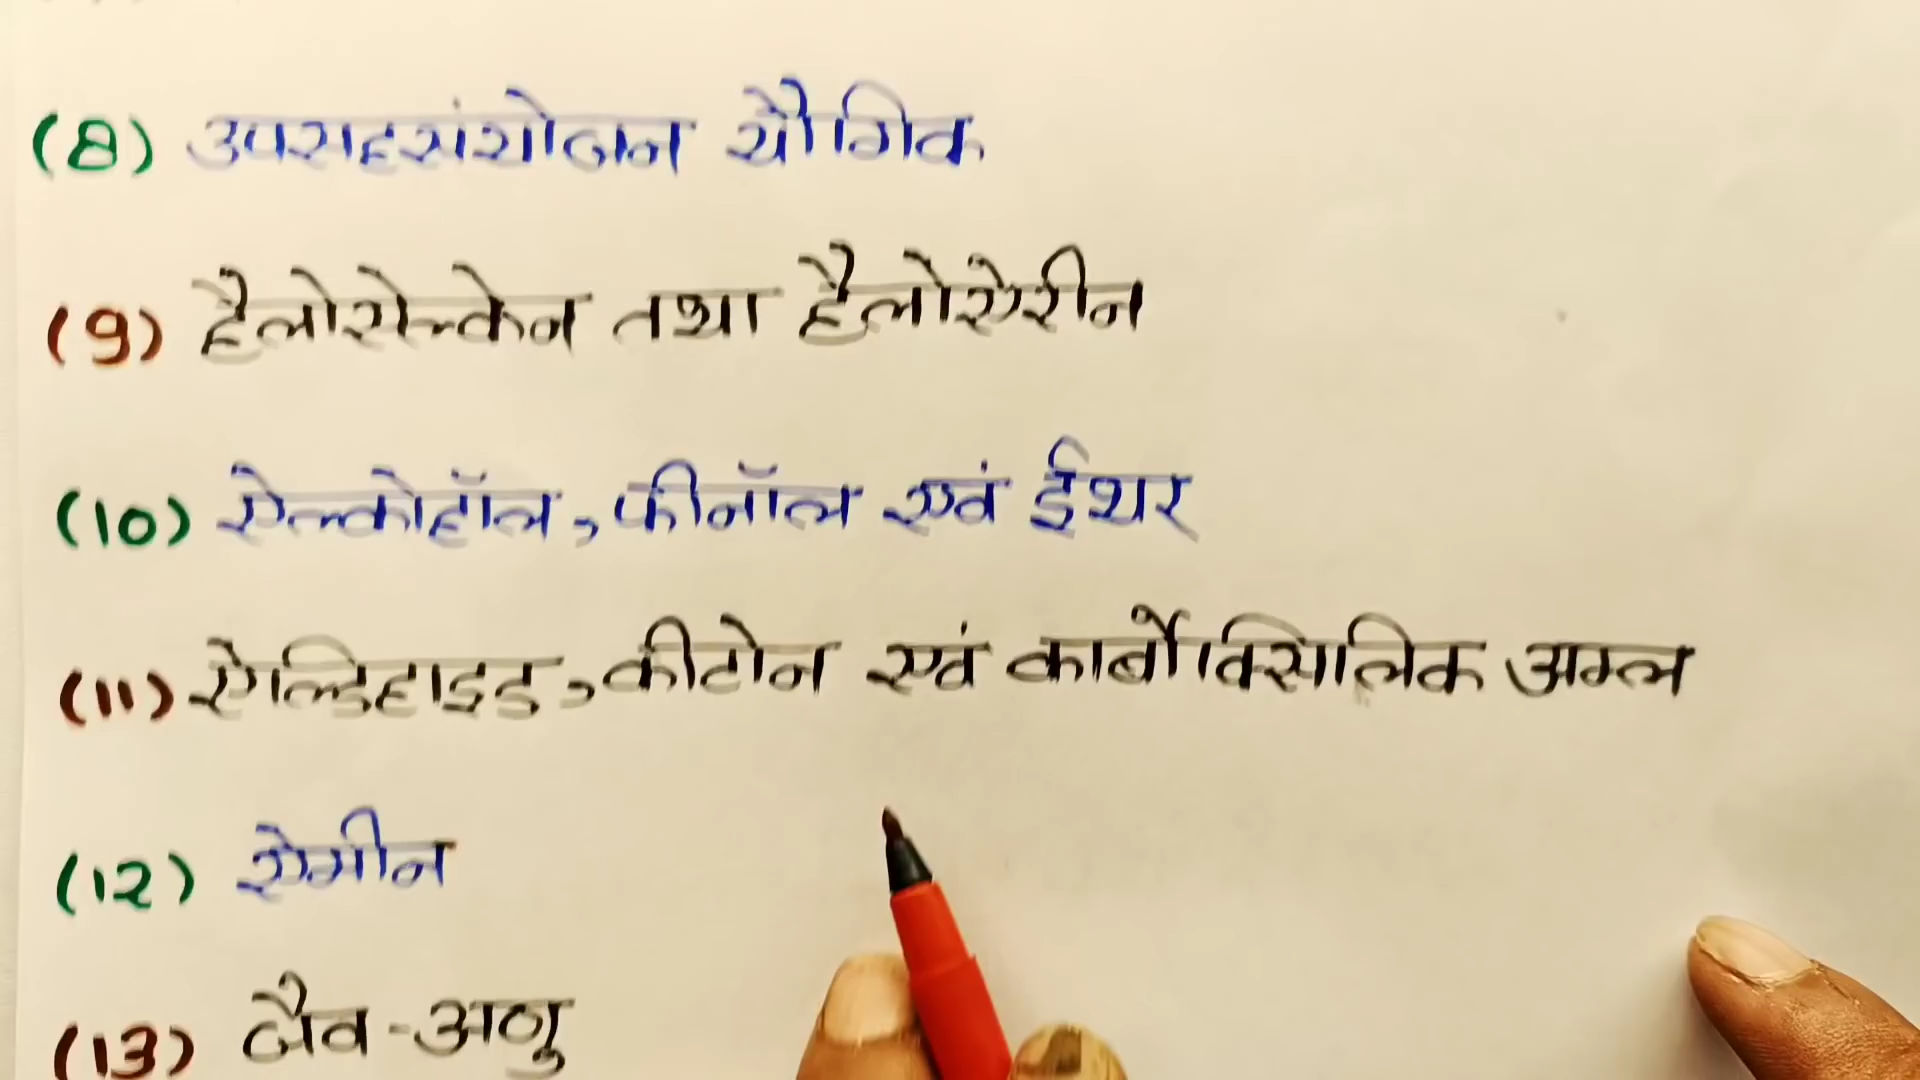 (8) उपसहसंयोजन यौगिक
(9) हैलोऐल्केन तथा हैलोऐरीन
(10) ऐल्कोहॉल, फीनॉल एवं ईथर
(11) ऐल्डिहाइड, कीटोन एवं कार्बोक्सिलिक अम्ल
(12) ऐमीन
(13) जैव-अणु